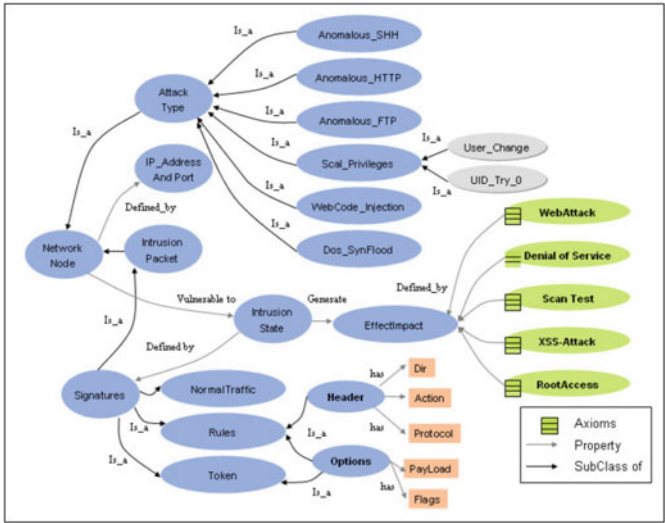 Is_a
Anomalous_SHH
Is_a
Anomalous_HTTP
Attack
Type
Is_a
Anomalous_FTP
Is_a
Is_a
Is_a
User_Change
Scal_Privileges
IP_Address
And Port
Is_a
UID_Try_0
Is_a
WebCode_Injection
Defined_by
WebAttack
Network
Node
Intrusion
Packet
Is_a
Dos_SynFlood
Denial of Service
Defined_by
Vulnerable to
Intrusion
State
Generate
EffectImpact
Scan Test
Is_a
XSS-Attack
Defined by
has
Dir
RootAccess
Signatures
NormalTraffic
Header
Action
Is_a
Rules
has
Protocol
Is_a
Is_a
Token
Options
PayLoad
Is_a
has
Flags
Axioms
Property
SubClass of